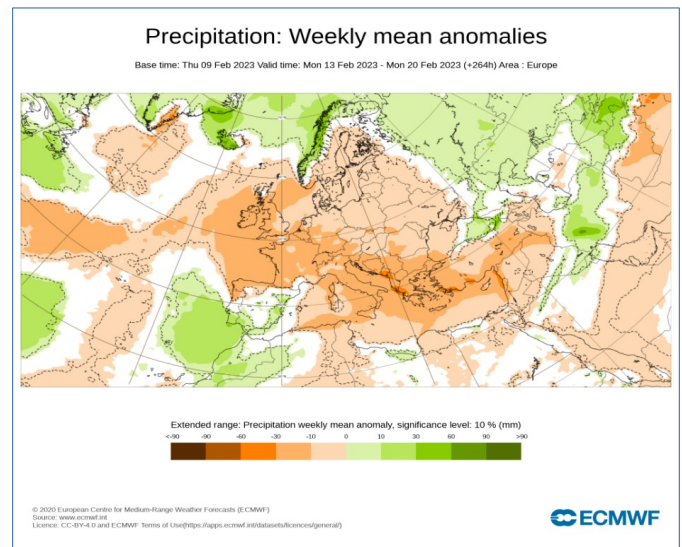 Precipitation: Weekly mean anomalies
Base time: Thu 09 Feb 2023 Valid time: Mon 13 Feb 2023 - Mon 20 Feb 2023 (+264h) Area : Europe
Extended range: Precipitation weekly mean anomaly, significance level: 10 % (mm)
<-90 -90 -60 -30 -10 0 10 30 60 90 >90
© 2020 European Centre for Medium-Range Weather Forecasts (ECMWF)
Source: www.ecmwf.int
Licence: CC-BY-4.0 and ECMWF Terms of Use(https://apps.ecmwf.int/datasets/licences/general/)
ECMWF